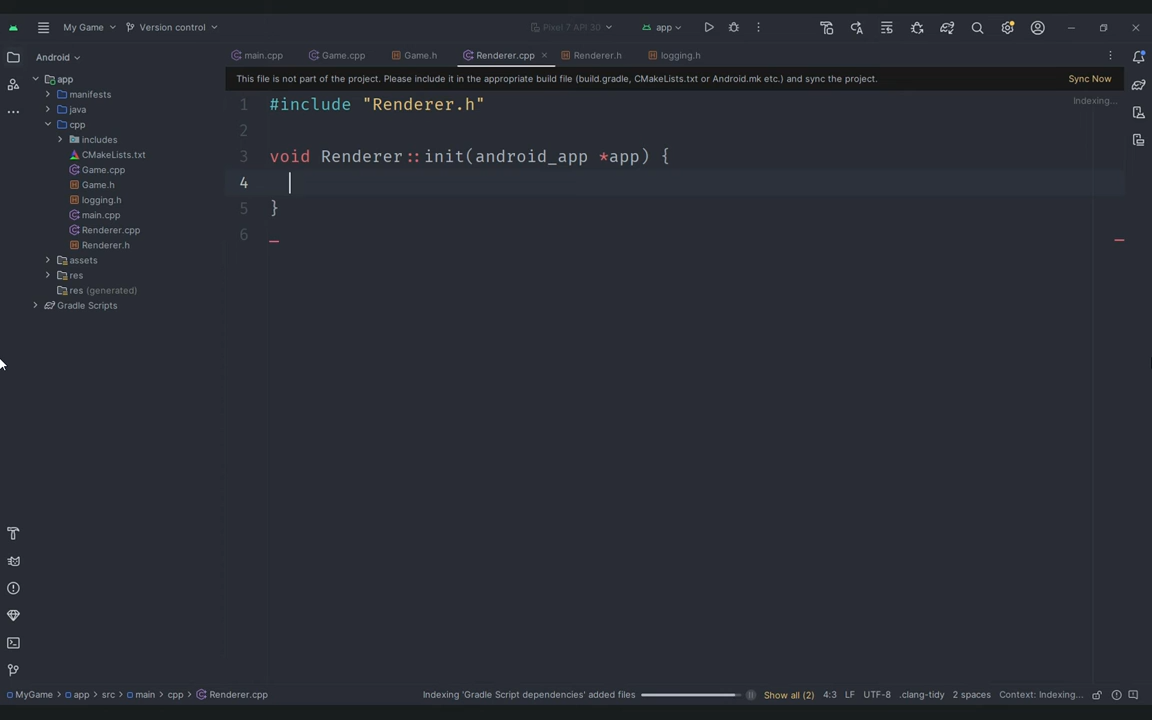 My Game
Version control
Pixel 7 API 30
app
Android
main.cpp
Game.cpp
Game.h
Renderer.cpp
Renderer.h
logging.h
This file is not part of the project. Please include it in the appropriate build file (build.gradle, CMakeLists.txt or Android.mk etc.) and sync the project.
Sync Now
app
manifests
java
cpp
includes
CMakeLists.txt
Game.cpp
Game.h
logging.h
main.cpp
Renderer.cpp
Renderer.h
assets
res
res (generated)
Gradle Scripts
Indexing...
1 #include "Renderer.h"
2
3 void Renderer::init(android_app *app) {
4
5 }
6
MyGame > app > src > main > cpp > Renderer.cpp
Indexing 'Gradle Script dependencies' added files
Show all (2)
4:3 LF UTF-8 .clang-tidy 2 spaces Context: Indexing...